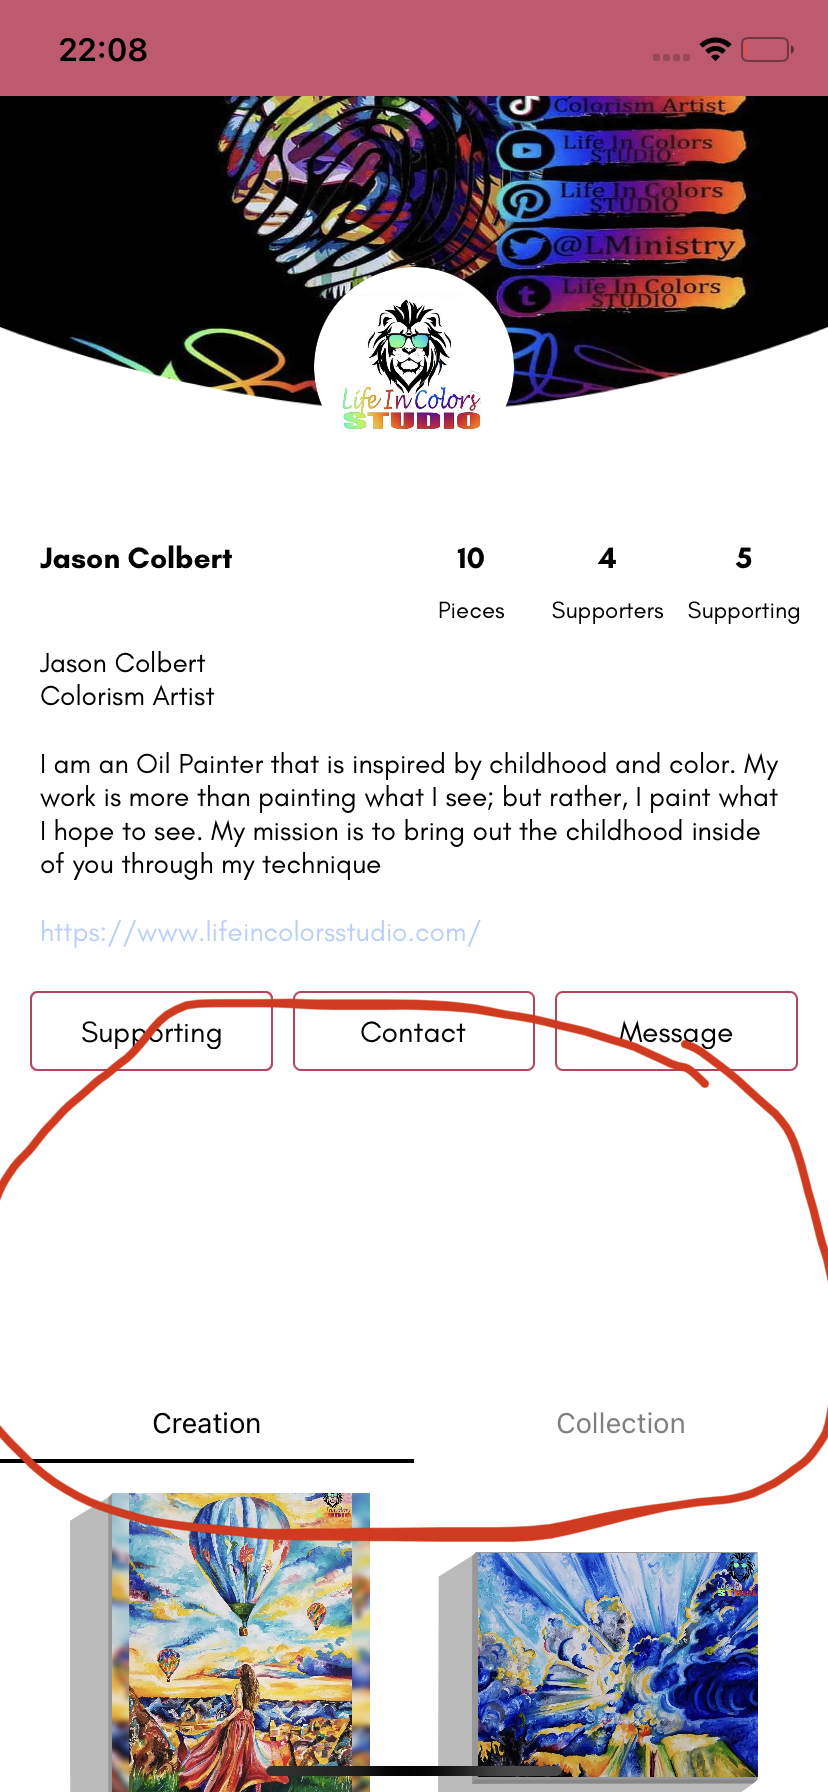 22:08
Colorism Artist
Life In Colors
STUDIO
Life In Colors
STUDIO
@LMinistry
Life In Colors
STUDIO
t
Life In Colors
STUDIO
Jason Colbert
10 4 5
Pieces Supporters Supporting
Jason Colbert
Colorism Artist
I am an Oil Painter that is inspired by childhood and color. My
work is more than painting what I see; but rather, I paint what
I hope to see. My mission is to bring out the childhood inside
of you through my technique
https://www.lifeincolorsstudio.com/
Supporting Contact Message
Creation Collection